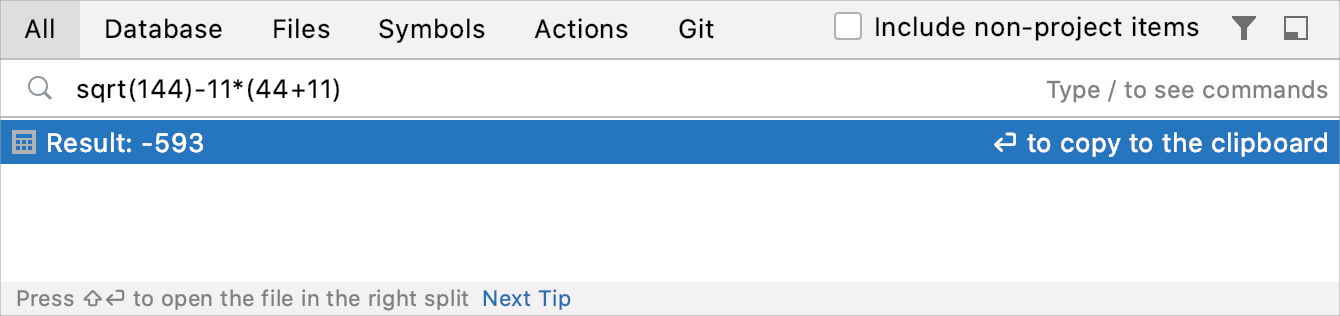 All Database Files Symbols Actions Git Include non-project items
sqrt(144)-11*(44+11) Type / to see commands
Result: -593 ⏎ to copy to the clipboard
Press ⇧⏎ to open the file in the right split Next Tip